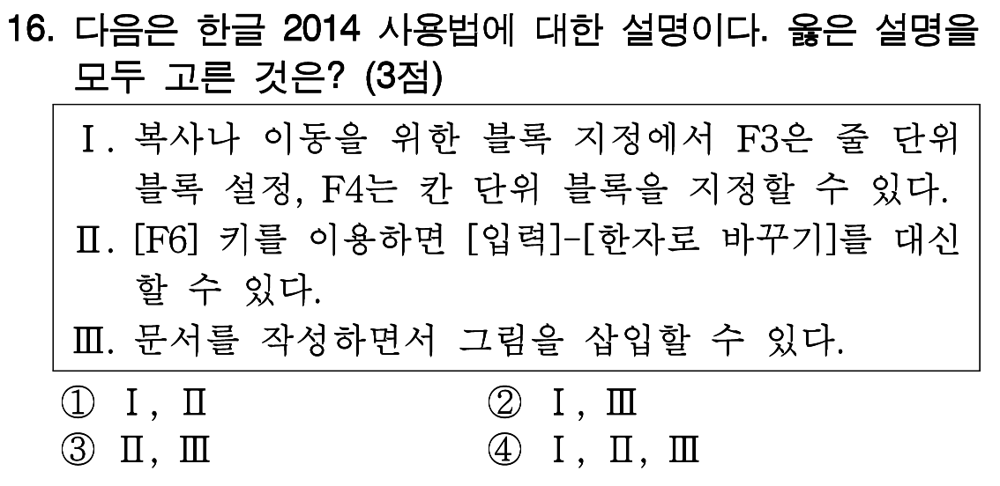 16. 다음은 한글 2014 사용법에 대한 설명이다. 옳은 설명을
모두 고른 것은? (3점)
Ⅰ. 복사나 이동을 위한 블록 지정에서 F3은 줄 단위
블록 설정, F4는 칸 단위 블록을 지정할 수 있다.
Ⅱ. [F6] 키를 이용하면 [입력]-[한자로 바꾸기]를 대신
할 수 있다.
Ⅲ. 문서를 작성하면서 그림을 삽입할 수 있다.
① Ⅰ, Ⅱ ② Ⅰ, Ⅲ
③ Ⅱ, Ⅲ ④ Ⅰ, Ⅱ, Ⅲ